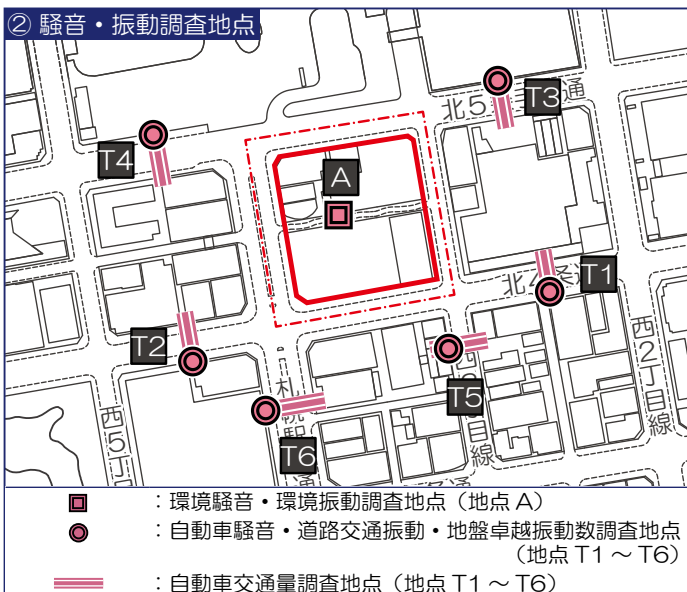 ② 騒音・振動調査地点
T3
北5
通
T4
A
北4条通
T1
T2
T5
西2丁目線
目線
西5丁
T6
：環境騒音・環境振動調査地点（地点 A）
：自動車騒音・道路交通振動・地盤卓越振動数調査地点
（地点 T1 ～ T6）
：自動車交通量調査地点（地点 T1 ～ T6）